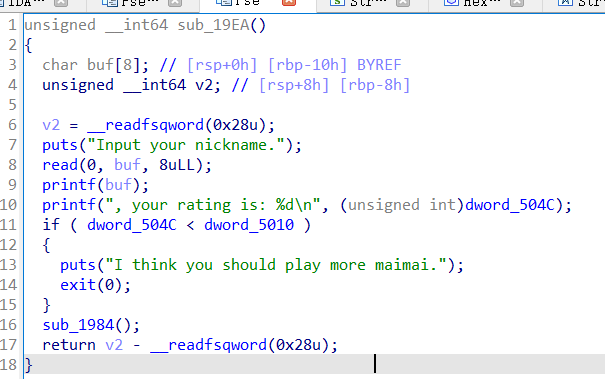 IDA
Pse
rse
Str
Hex
Str
1 unsigned __int64 sub_19EA()
2 {
3 char buf[8]; // [rsp+0h] [rbp-10h] BYREF
4 unsigned __int64 v2; // [rsp+8h] [rbp-8h]
5
6 v2 = __readfsqword(0x28u);
7 puts("Input your nickname.");
8 read(0, buf, 8uLL);
9 printf(buf);
10 printf(", your rating is: %d\n", (unsigned int)dword_504C);
11 if ( dword_504C < dword_5010 )
12 {
13 puts("I think you should play more maimai.");
14 exit(0);
15 }
16 sub_1984();
17 return v2 - __readfsqword(0x28u);
18 }